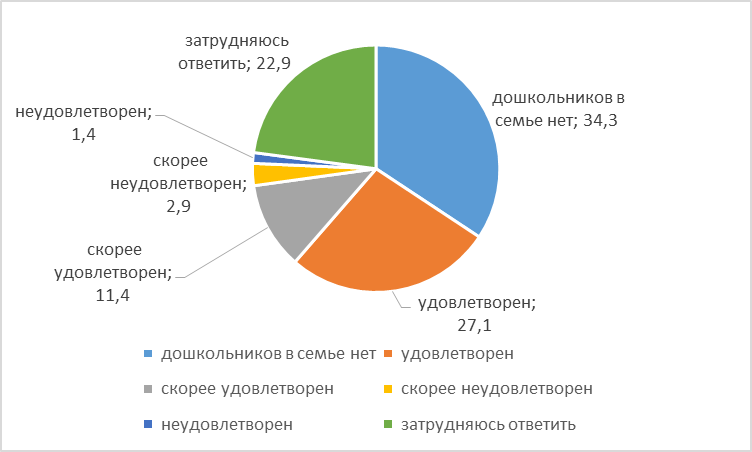 затрудняюсь
ответить; 22,9
дошкольников в
семье нет; 34,3
неудовлетворен;
1,4
скорее
неудовлетворен;
2,9
скорее
удовлетворен;
11,4
удовлетворен;
27,1
дошкольников в семье нет
удовлетворен
скорее удовлетворен
скорее неудовлетворен
неудовлетворен
затрудняюсь ответить